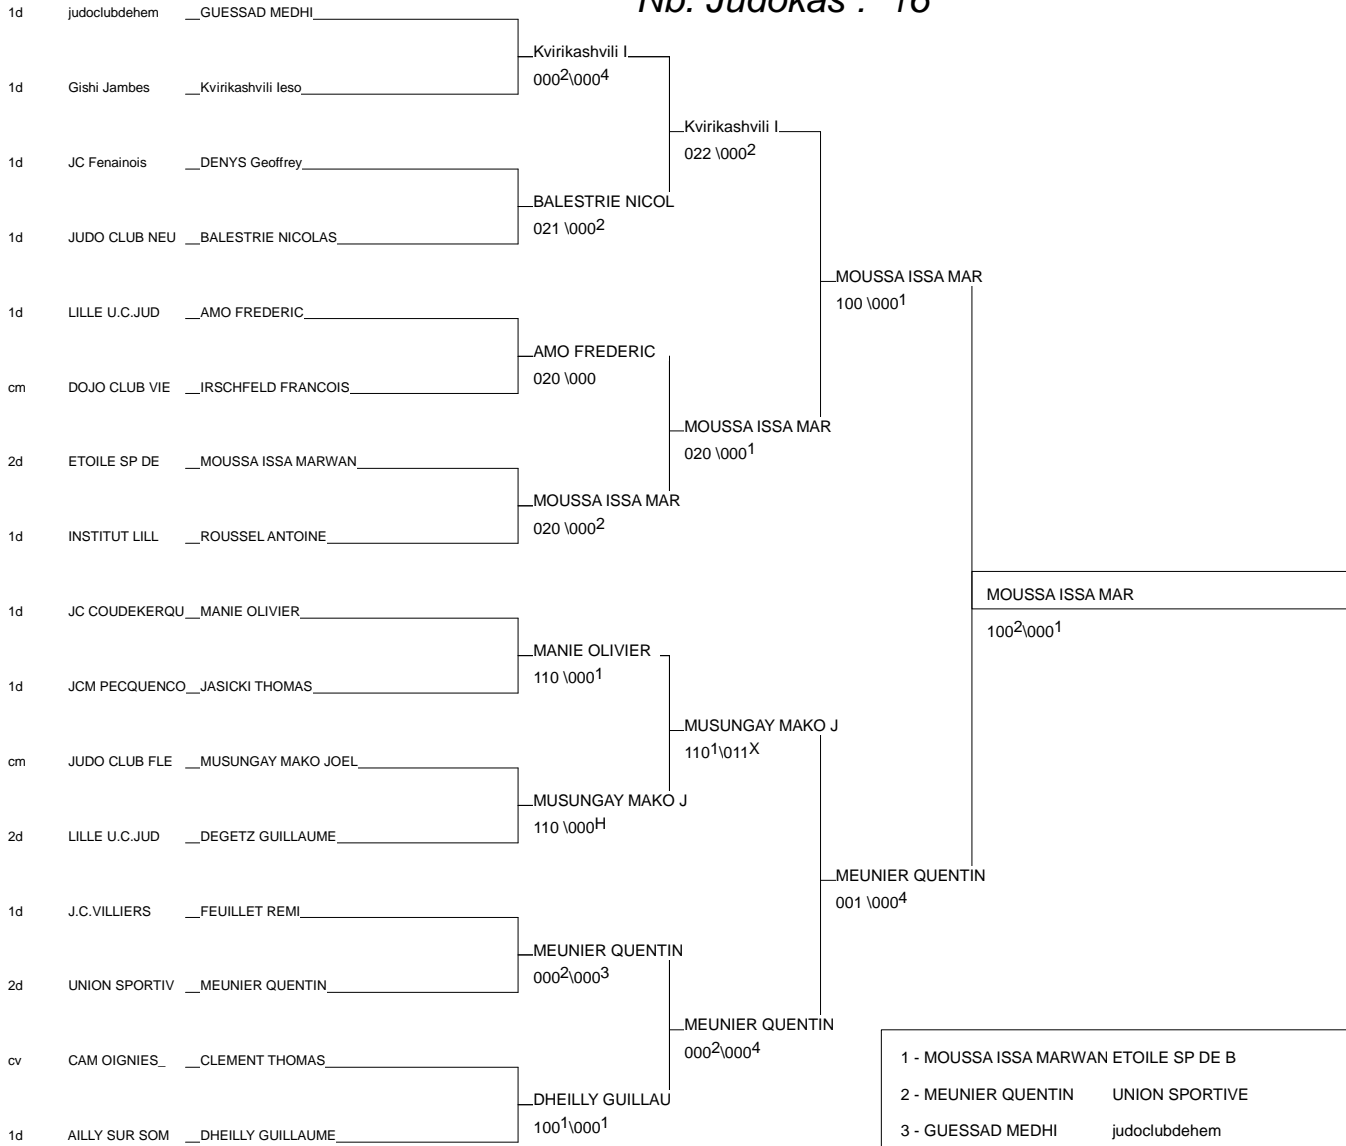 Nb. Judokas : 16
1d judoclubdehem __GUESSAD MEDHI
Kvirikashvili I
000²\000⁴
1d Gishi Jambes __Kvirikashvili Ieso
Kvirikashvili I
022 \000²
1d JC Fenainois __DENYS Geoffrey
BALESTRIE NICOL
021 \000²
1d JUDO CLUB NEU __BALESTRIE NICOLAS
MOUSSA ISSA MAR
100 \000¹
1d LILLE U.C.JUD __AMO FREDERIC
AMO FREDERIC
020 \000
cm DOJO CLUB VIE __IRSCHFELD FRANCOIS
MOUSSA ISSA MAR
020 \000¹
2d ETOILE SP DE __MOUSSA ISSA MARWAN
MOUSSA ISSA MAR
020 \000²
1d INSTITUT LILL __ROUSSEL ANTOINE
MOUSSA ISSA MAR
100²\000¹
1d JC COUDEKERQU__MANIE OLIVIER
MANIE OLIVIER
110 \000¹
1d JCM PECQUENCO__JASICKI THOMAS
MUSUNGAY MAKO J
110¹\011X
cm JUDO CLUB FLE __MUSUNGAY MAKO JOEL
MUSUNGAY MAKO J
110 \000H
2d LILLE U.C.JUD __DEGETZ GUILLAUME
MEUNIER QUENTIN
001 \000⁴
1d J.C.VILLIERS __FEUILLET REMI
MEUNIER QUENTIN
000²\000³
2d UNION SPORTIV __MEUNIER QUENTIN
MEUNIER QUENTIN
000²\000⁴
cv CAM OIGNIES_ __CLEMENT THOMAS
DHEILLY GUILLAU
100¹\000¹
1d AILLY SUR SOM __DHEILLY GUILLAUME
1 - MOUSSA ISSA MARWAN ETOILE SP DE B
2 - MEUNIER QUENTIN UNION SPORTIVE
3 - GUESSAD MEDHI judoclubdehem